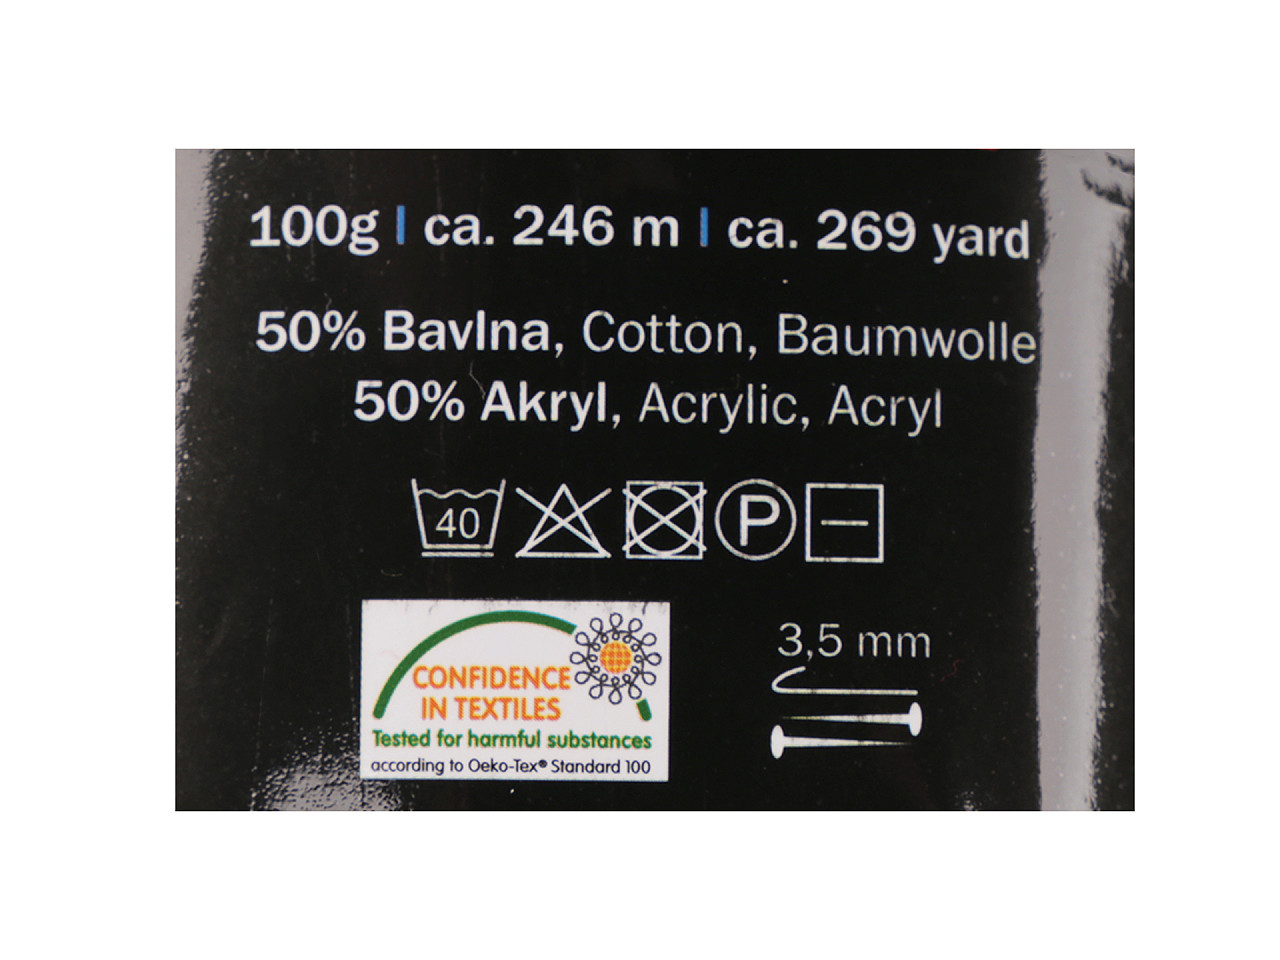 100g | ca. 246 m | ca. 269 yard
50% Bavlna, Cotton, Baumwolle
50% Akryl, Acrylic, Acryl
40 P
CONFIDENCE
IN TEXTILES
Tested for harmful substances
according to Oeko-Tex® Standard 100
3,5 mm